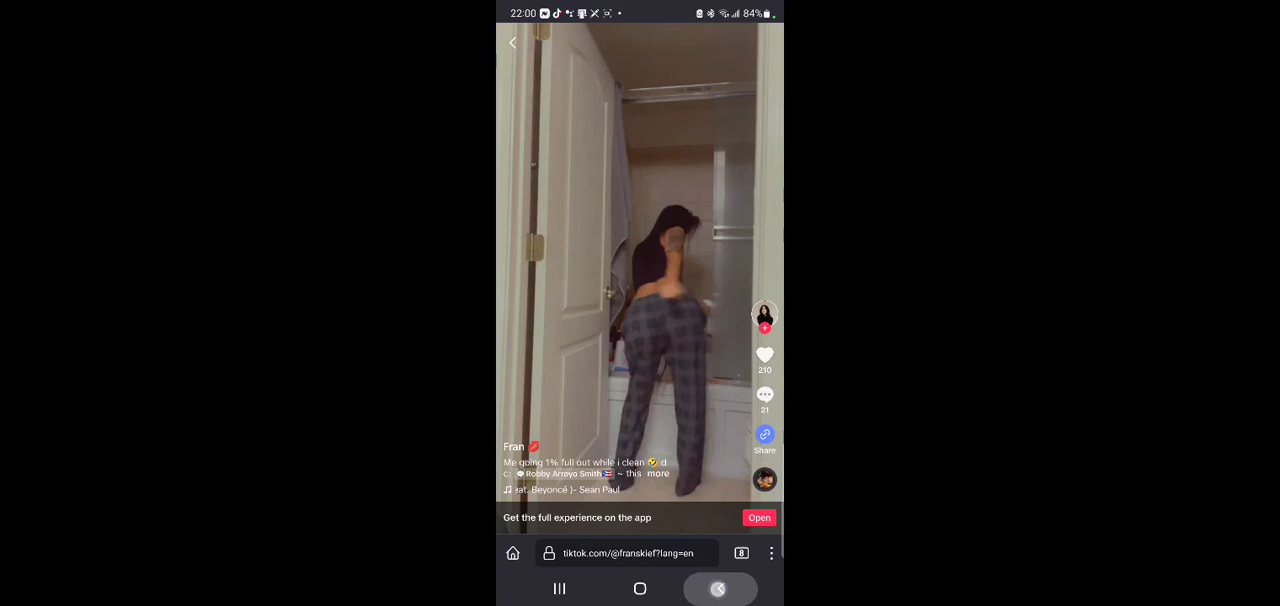 22:00
84%
210
21
Share
Fran 💋
Me going 1% full out while i clean 🤣 d
c: Robby Arroyo Smith🇵🇷 ~ this more
eat. Beyoncé )- Sean Paul
Get the full experience on the app
Open
tiktok.com/@franskief?lang=en
8